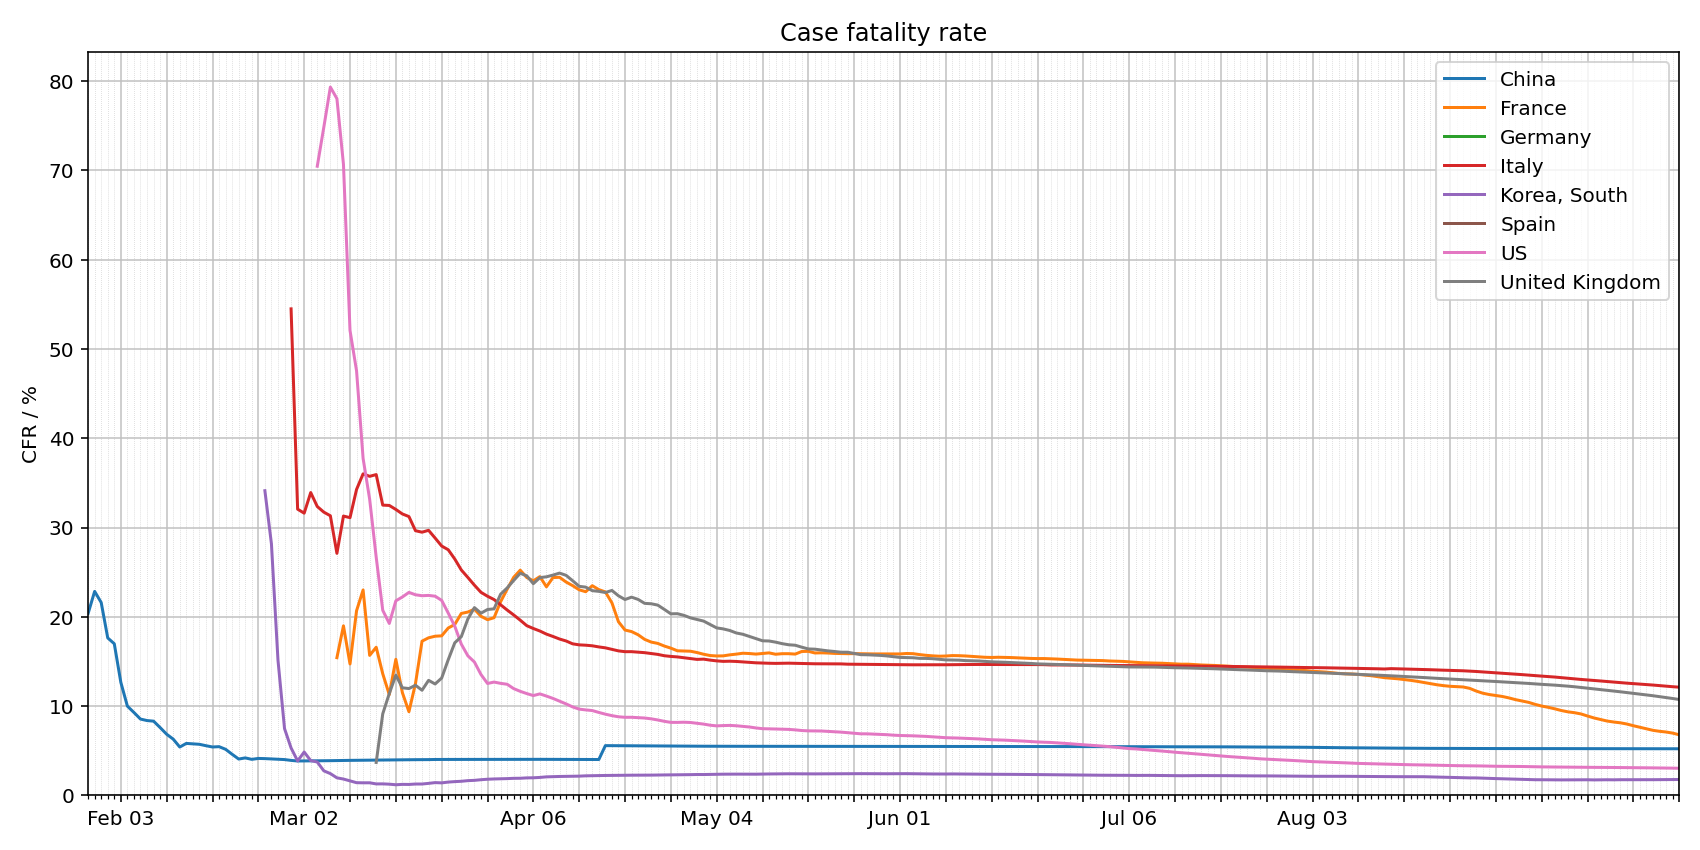 Case fatality rate
CFR / %
80
70
60
50
40
30
20
10
0
Feb 03
Mar 02
Apr 06
May 04
Jun 01
Jul 06
Aug 03
China
France
Germany
Italy
Korea, South
Spain
US
United Kingdom